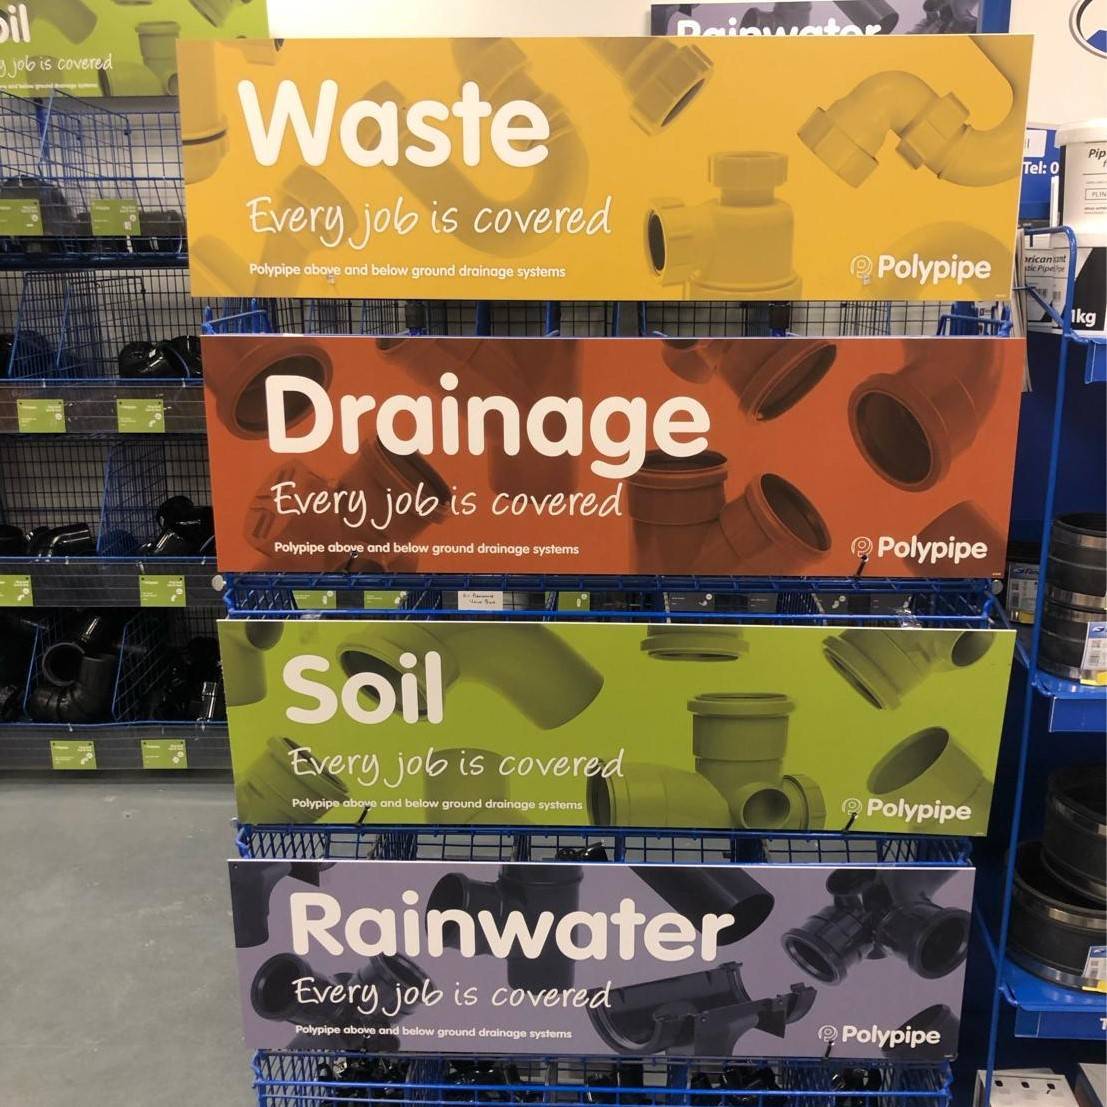 oil
y job is covered
Rainwater
Waste
Every job is covered
Polypipe above and below ground drainage systems
Polypipe
Tel: 0
Pip
1kg
Drainage
Every job is covered
Polypipe above and below ground drainage systems
Polypipe
Soil
Every job is covered
Polypipe above and below ground drainage systems
Polypipe
Rainwater
Every job is covered
Polypipe above and below ground drainage systems
Polypipe